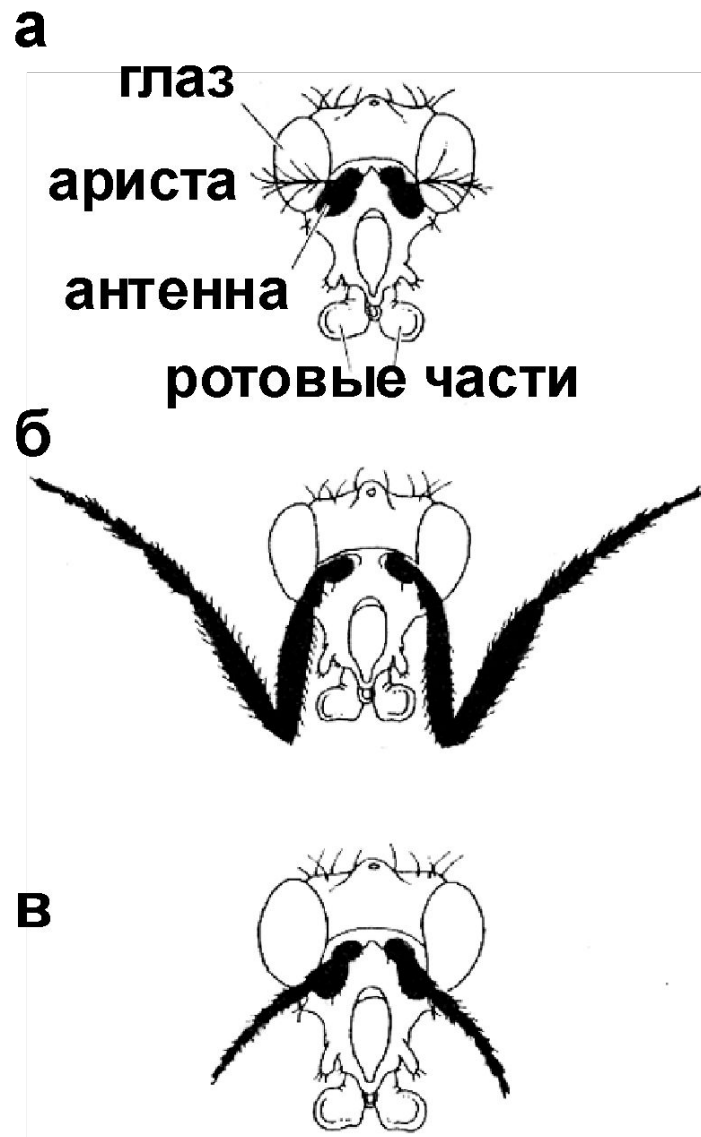 а
глаз
ариста
антенна
ротовые части
б
в